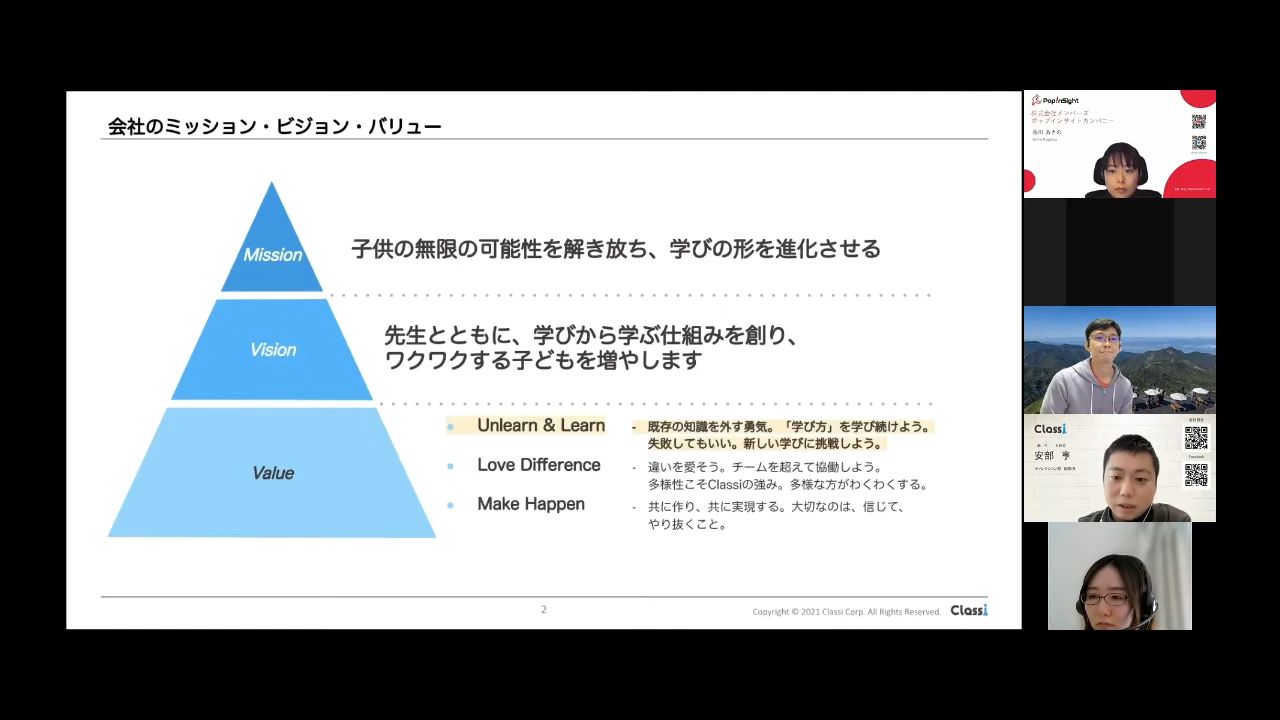 会社のミッション・ビジョン・バリュー
Mission
子供の無限の可能性を解き放ち、学びの形を進化させる
Vision
先生とともに、学びから学ぶ仕組みを創り、
ワクワクする子どもを増やします
Value
Unlearn & Learn
- 既存の知識を外す勇気。「学び方」を学び続けよう。
失敗してもいい。新しい学びに挑戦しよう。
Love Difference
- 違いを愛そう。チームを超えて協働しよう。
多様性こそClassiの強み。多様な方がわくわくする。
Make Happen
- 共に作り、共に実現する。大切なのは、信じて、
やり抜くこと。
2
Copyright © 2021 Classi Corp. All Rights Reserved.
Classi
PopInSight
株式会社メンバーズ
ポップインサイトカンパニー
Classi
安部 亨